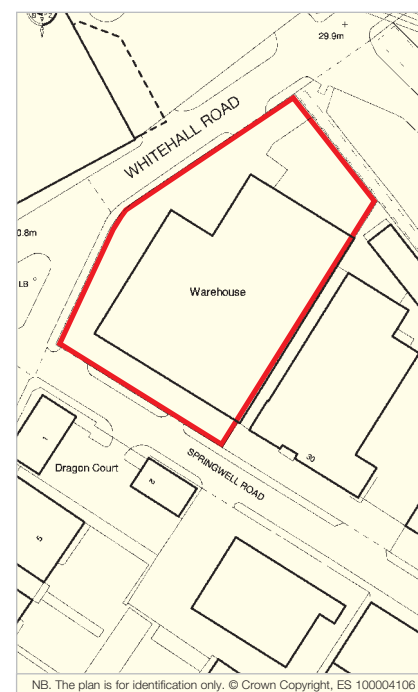 29.9m
WHITEHALL ROAD
0.8m
LB
Warehouse
1
Dragon Court
2
SPRINGWELL ROAD
30
5
NB. The plan is for identification only. © Crown Copyright, ES 100004106